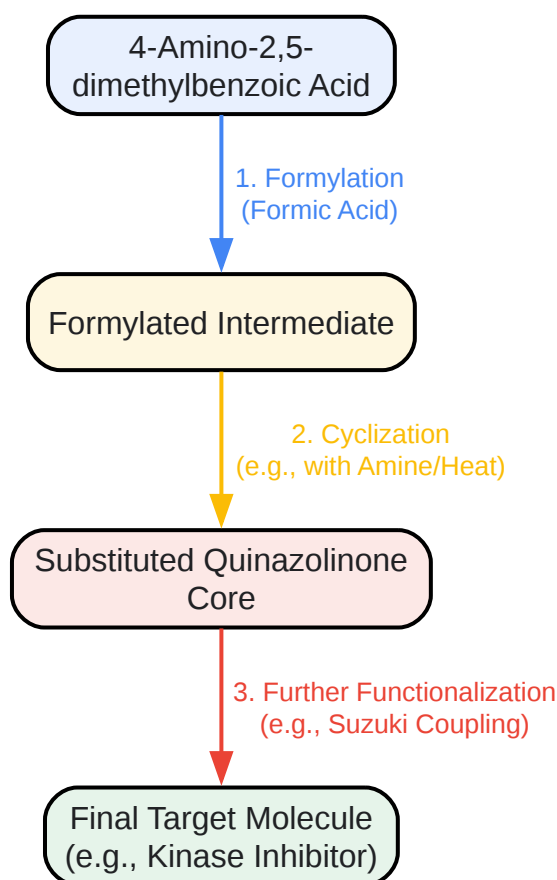 4-Amino-2,5-
dimethylbenzoic Acid
1. Formylation
(Formic Acid)
Formylated Intermediate
2. Cyclization
(e.g., with Amine/Heat)
Substituted Quinazolinone
Core
3. Further Functionalization
(e.g., Suzuki Coupling)
Final Target Molecule
(e.g., Kinase Inhibitor)